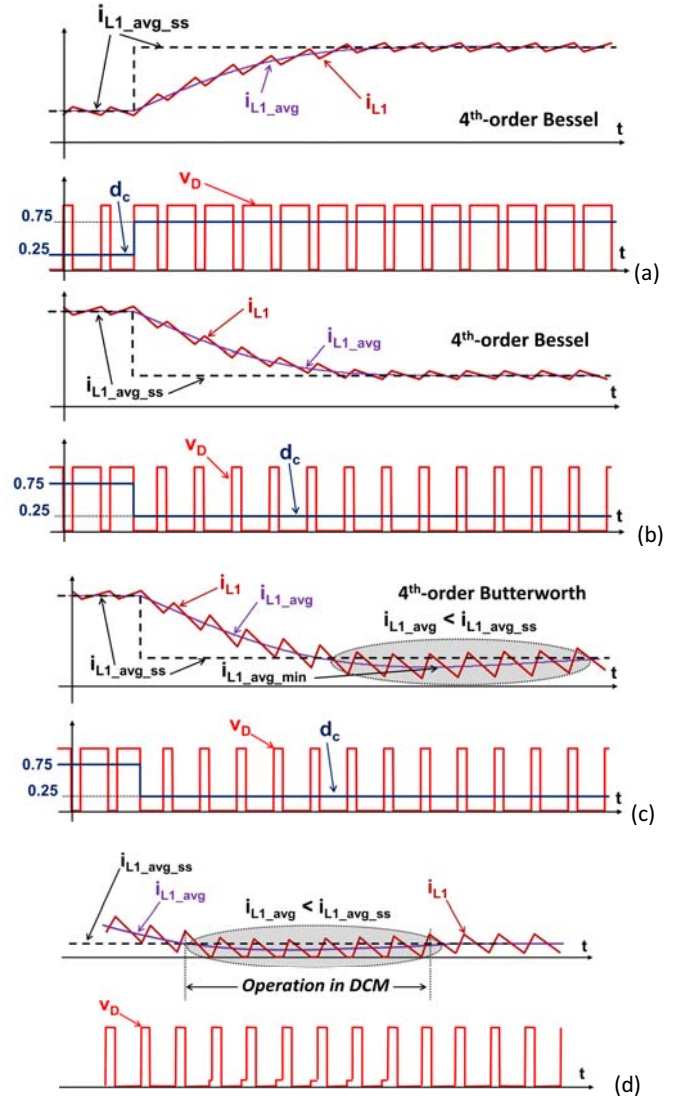 iL1_avg_ss
iL1_avg
iL1
4th-order Bessel
t
vD
dc
0.75
0.25
t
(a)
iL1
iL1_avg
4th-order Bessel
iL1_avg_ss
t
vD
dc
0.75
0.25
t
(b)
iL1
iL1_avg
4th-order Butterworth
iL1_avg < iL1_avg_ss
iL1_avg_ss
iL1_avg_min
t
vD
dc
0.75
0.25
t
(c)
iL1_avg_ss
iL1_avg
iL1_avg < iL1_avg_ss
iL1
t
Operation in DCM
vD
t
(d)